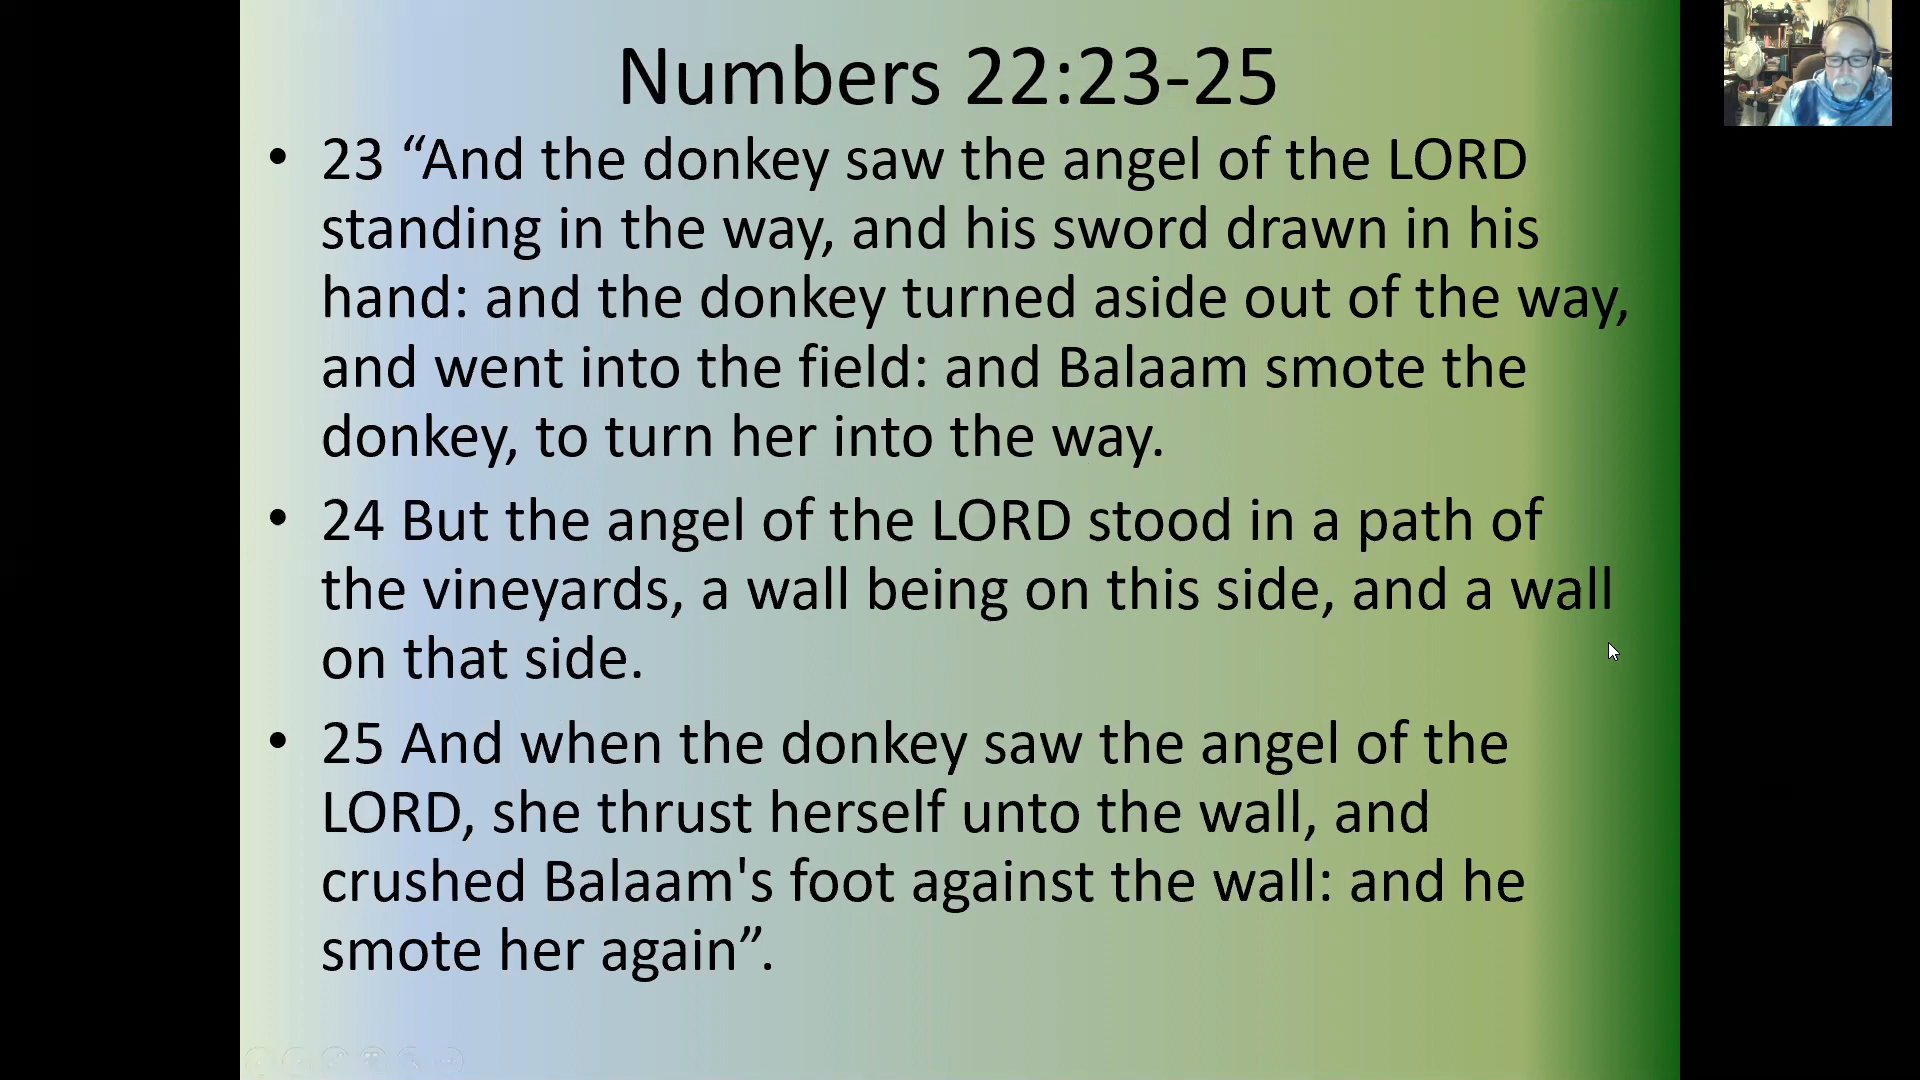 Numbers 22:23-25
• 23 “And the donkey saw the angel of the LORD
standing in the way, and his sword drawn in his
hand: and the donkey turned aside out of the way,
and went into the field: and Balaam smote the
donkey, to turn her into the way.
• 24 But the angel of the LORD stood in a path of
the vineyards, a wall being on this side, and a wall
on that side.
• 25 And when the donkey saw the angel of the
LORD, she thrust herself unto the wall, and
crushed Balaam's foot against the wall: and he
smote her again”.